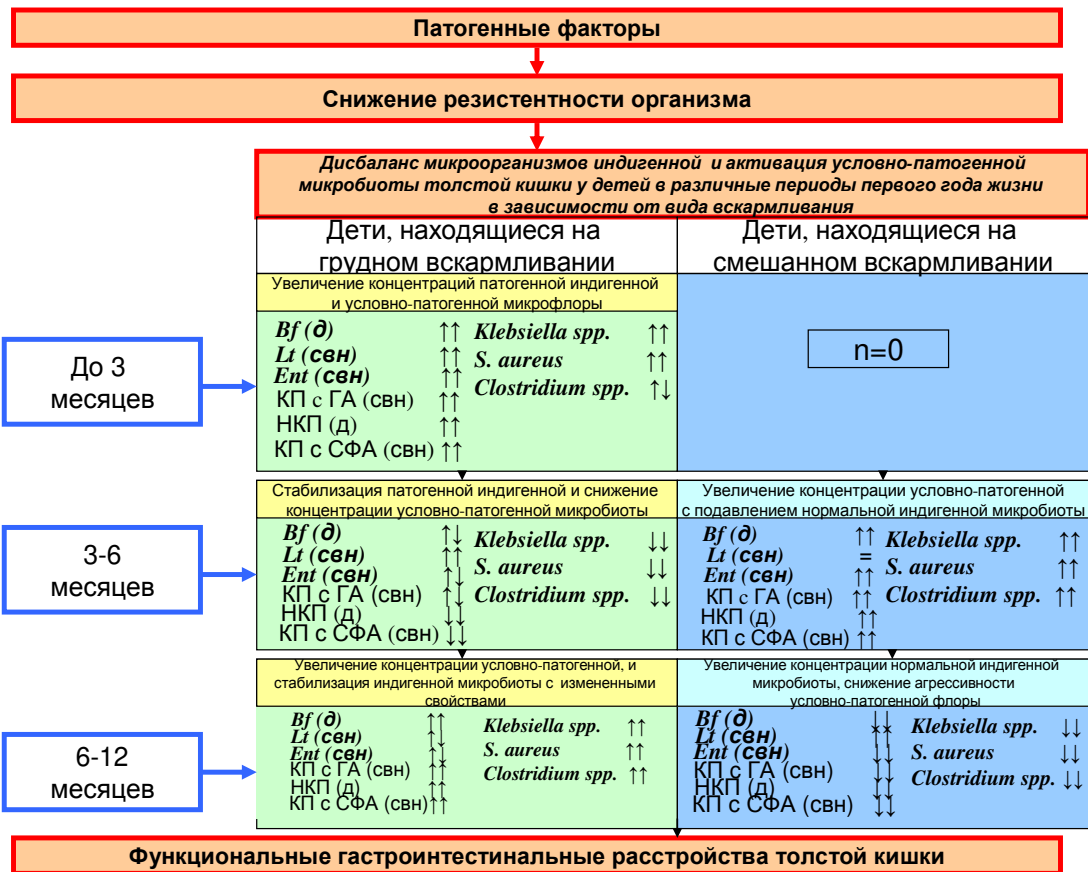 Патогенные факторы
Снижение резистентности организма
Дисбаланс микроорганизмов индигенной и активация условно-патогенной
микробиоты толстой кишки у детей в различные периоды первого года жизни
в зависимости от вида вскармливания
Дети, находящиеся на
грудном вскармливании
Дети, находящиеся на
смешанном вскармливании
До 3
месяцев
Увеличение концентраций патогенной индигенной
и условно-патогенной микрофлоры
Bf (д) ↑↑
Lt (свн) ↑↑
Ent (свн) ↑↑
КП с ГА (свн) ↑↑
НКП (д) ↑↑
КП с СФА (свн) ↑↑
Klebsiella spp. ↑↑
S. aureus ↑↑
Clostridium spp. ↑↓
n=0
3-6
месяцев
Стабилизация патогенной индигенной и снижение
концентрации условно-патогенной микробиоты
Bf (д) ↑↓
Lt (свн) ↑↑
Ent (свн) ↑↓
КП с ГА (свн) ↑↓
НКП (д) ↓↓
КП с СФА (свн) ↓↓
Klebsiella spp. ↓↓
S. aureus ↓↓
Clostridium spp. ↓↓
Увеличение концентрации условно-патогенной
с подавлением нормальной индигенной микробиоты
Bf (д) ↑↑
Lt (свн) =
Ent (свн) ↑↑
КП с ГА (свн) ↑↑
НКП (д) ↑↑
КП с СФА (свн) ↑↑
Klebsiella spp. ↑↑
S. aureus ↑↑
Clostridium spp. ↑↑
6-12
месяцев
Увеличение концентрации условно-патогенной, и
стабилизация индигенной микробиоты с измененными
свойствами
Bf (д) ↑↑
Lt (свн)
Ent (свн)
КП с ГА (свн) ↑↑
НКП (д) ↑↑
КП с СФА (свн) ↑↑
Klebsiella spp. ↑↑
S. aureus ↑↑
Clostridium spp. ↑↑
Увеличение концентрации нормальной индигенной
микробиоты, снижение агрессивности
условно-патогенной флоры
Bf (д) ↓↓
Lt (свн)
Ent (свн) ↓↓
КП с ГА (свн) ↓↓
НКП (д) ↓↓
КП с СФА (свн) ↓↓
Klebsiella spp. ↓↓
S. aureus ↓↓
Clostridium spp. ↓↓
Функциональные гастроинтестинальные расстройства толстой кишки